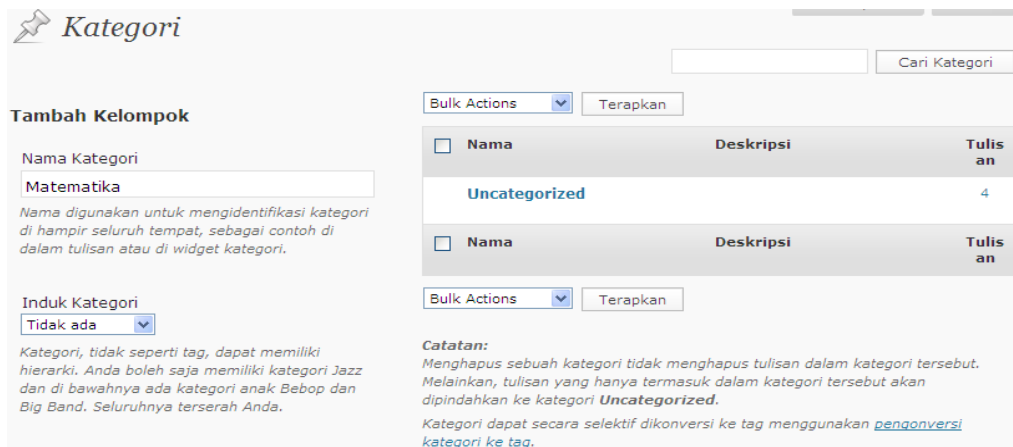 Kategori
Cari Kategori
Tambah Kelompok
Nama Kategori
Matematika
Nama digunakan untuk mengidentifikasi kategori
di hampir seluruh tempat, sebagai contoh di
dalam tulisan atau di widget kategori.
Induk Kategori
Tidak ada
Kategori, tidak seperti tag, dapat memiliki
hierarki. Anda boleh saja memiliki kategori Jazz
dan di bawahnya ada kategori anak Bebop dan
Big Band. Seluruhnya terserah Anda.
Bulk Actions Terapkan
Nama Deskripsi Tulis
an
Uncategorized 4
Nama Deskripsi Tulis
an
Bulk Actions Terapkan
Catatan:
Menghapus sebuah kategori tidak menghapus tulisan dalam kategori tersebut.
Melainkan, tulisan yang hanya termasuk dalam kategori tersebut akan
dipindahkan ke kategori Uncategorized.
Kategori dapat secara selektif dikonversi ke tag menggunakan pengonversi
kategori ke tag.